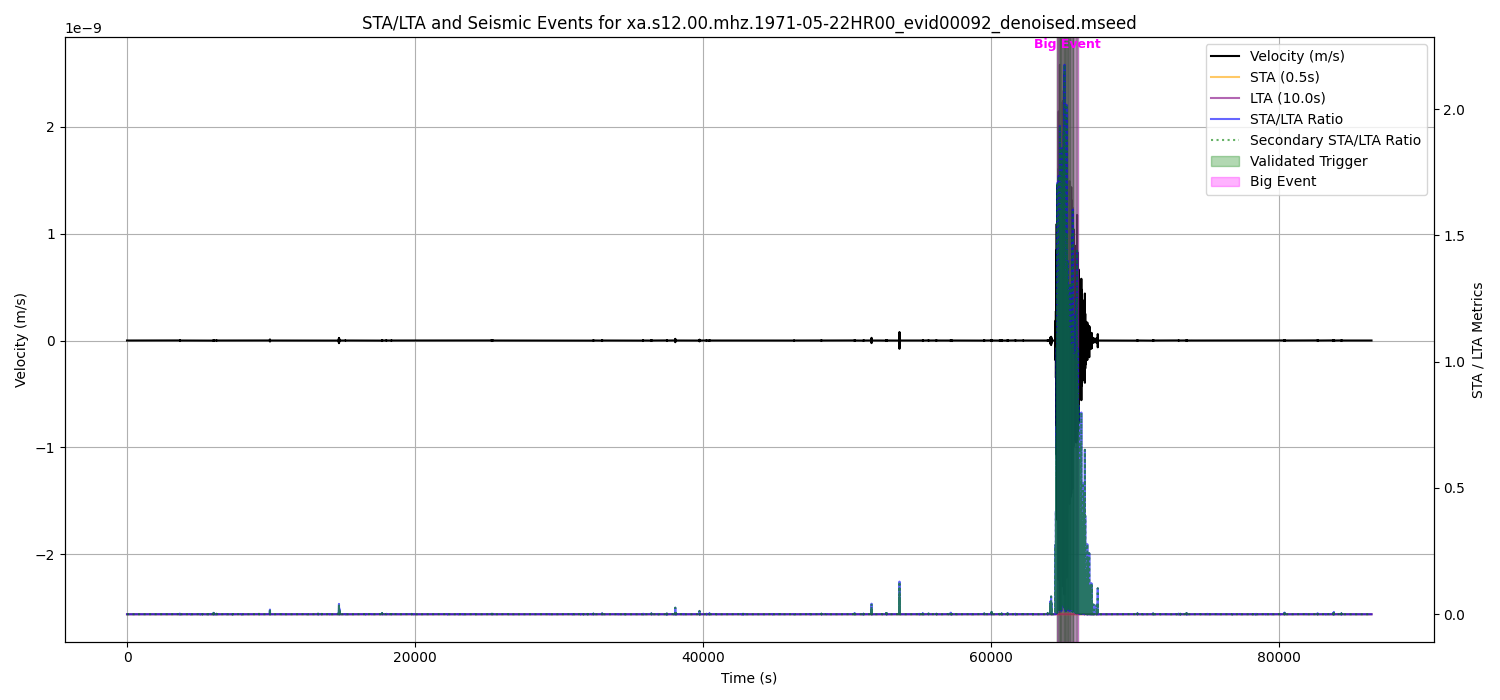 STA/LTA and Seismic Events for xa.s12.00.mhz.1971-05-22HR00_evid00092_denoised.mseed
1e−9
Big Event
Velocity (m/s)
STA (0.5s)
LTA (10.0s)
STA/LTA Ratio
Secondary STA/LTA Ratio
Validated Trigger
Big Event
2
1
0
−1
−2
Velocity (m/s)
2.0
1.5
1.0
0.5
0.0
STA / LTA Metrics
0
20000
40000
60000
80000
Time (s)